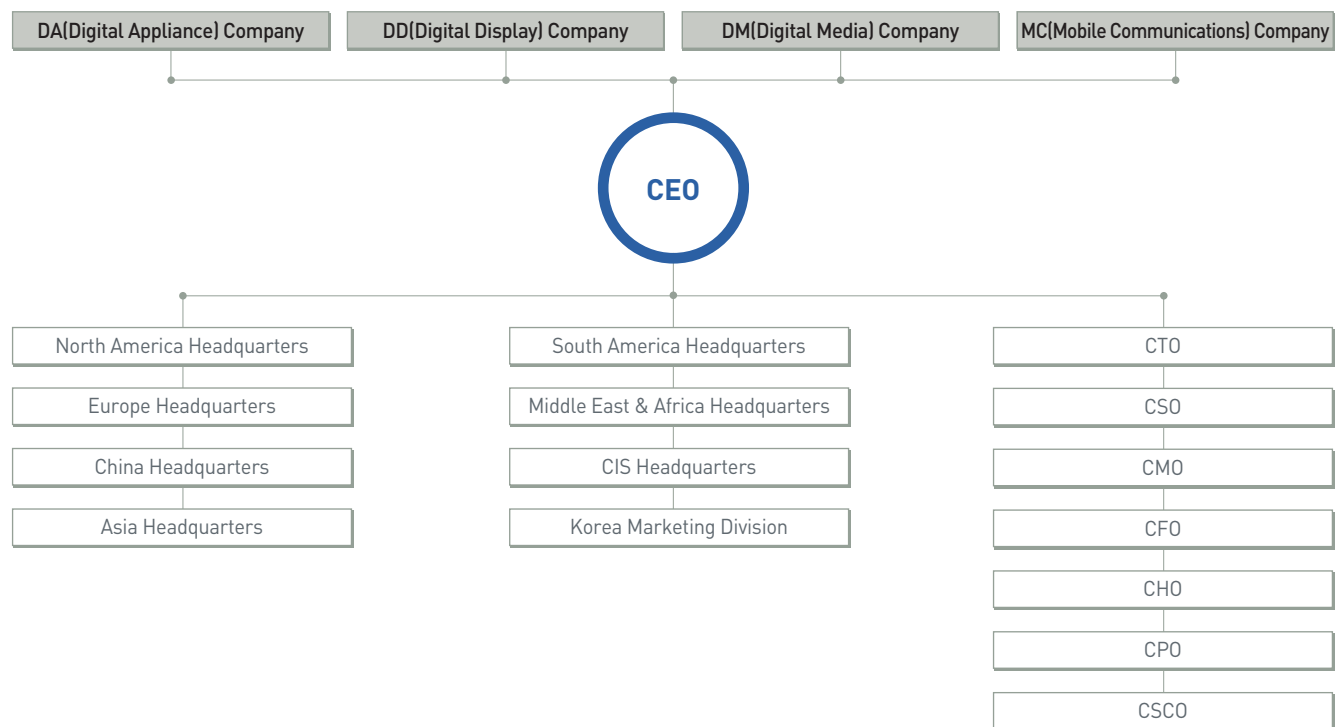 DA(Digital Appliance) Company
DD(Digital Display) Company
DM(Digital Media) Company
MC(Mobile Communications) Company
CEO
North America Headquarters
Europe Headquarters
China Headquarters
Asia Headquarters
South America Headquarters
Middle East & Africa Headquarters
CIS Headquarters
Korea Marketing Division
CTO
CSO
CMO
CFO
CHO
CPO
CSCO